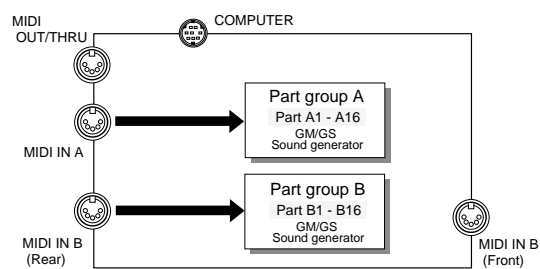 MIDI
OUT/THRU
COMPUTER
MIDI IN A
Part group A
Part A1 - A16
GM/GS
Sound generator
Part group B
Part B1 - B16
GM/GS
Sound generator
MIDI IN B
(Rear)
MIDI IN B
(Front)